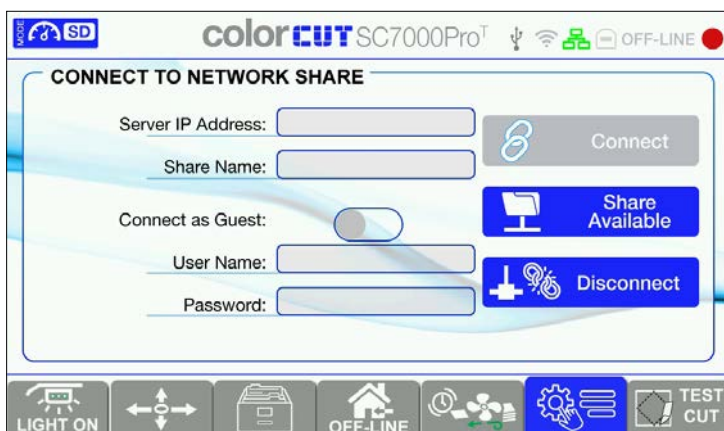 MODE SD colorCUT SC7000Pro T OFF-LINE
CONNECT TO NETWORK SHARE
Server IP Address:
Connect
Share Name:
Share
Available
Connect as Guest:
User Name:
Disconnect
Password:
LIGHT ON
OFF-LINE
TEST
CUT